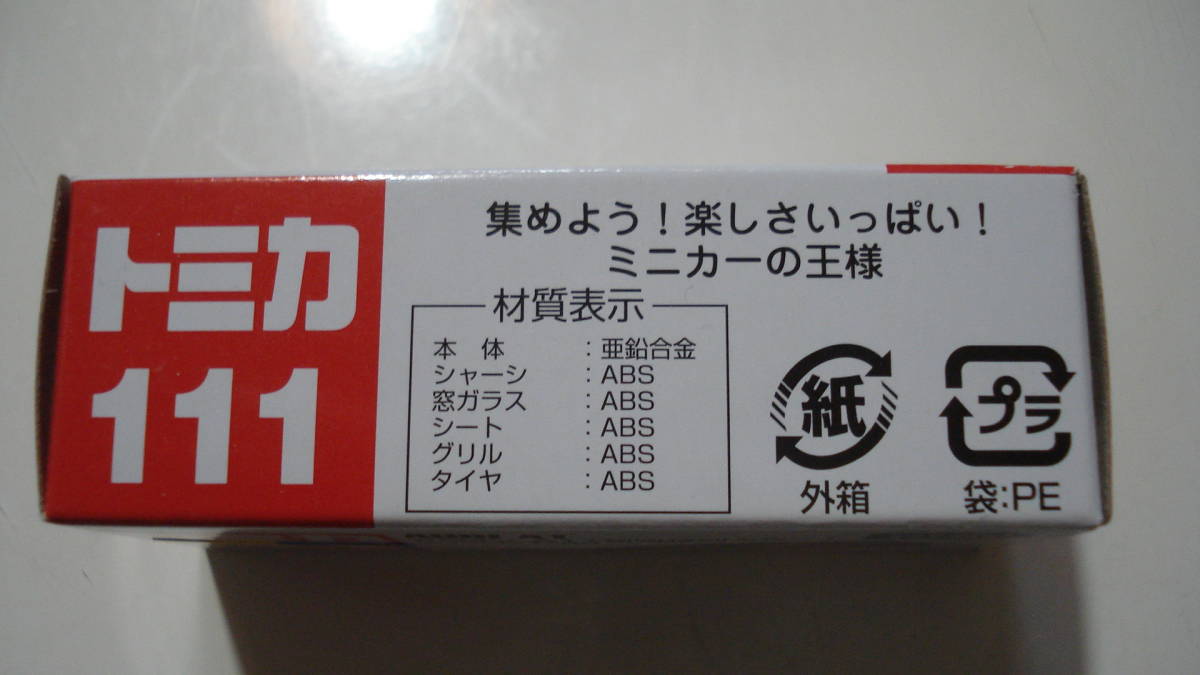 トミカ
111
集めよう!楽しさいっぱい!
ミニカーの王様
材質表示
本 体 : 亜鉛合金
シャーシ : ABS
窓ガラス : ABS
シート : ABS
グリル : ABS
タイヤ : ABS
紙
外箱
プラ
袋:PE